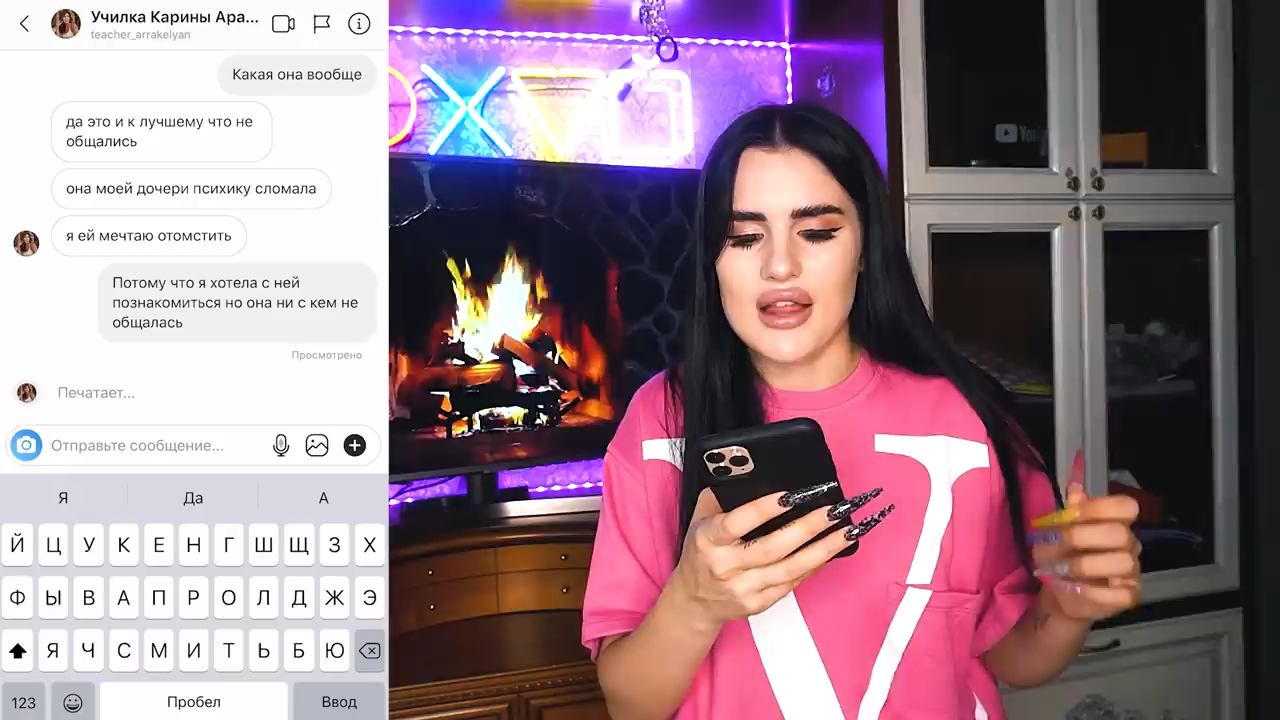 Училка Карины Ара...
teacher_arrakelyan
Какая она вообще
да это и к лучшему что не
общались
она моей дочери психику сломала
я ей мечтаю отомстить
Потому что я хотела с ней
познакомиться но она ни с кем не
общалась
Просмотрено
Печатает...
Отправьте сообщение...
Я Да А
Й Ц У К Е Н Г Ш Щ З Х
Ф Ы В А П Р О Л Д Ж Э
Я Ч С М И Т Ь Б Ю
123 Пробел Ввод
V